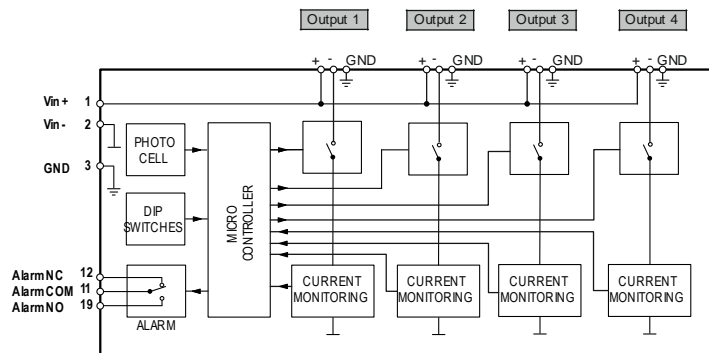 Output 1 Output 2 Output 3 Output 4
+ - GND + - GND + - GND + - GND
Vin+ 1
Vin- 2
GND 3
PHOTO
CELL
DIP
SWITCHES
MICRO
CONTROLLER
AlarmNC 12
AlarmCOM 11
AlarmNO 19
ALARM
CURRENT
MONITORING
CURRENT
MONITORING
CURRENT
MONITORING
CURRENT
MONITORING